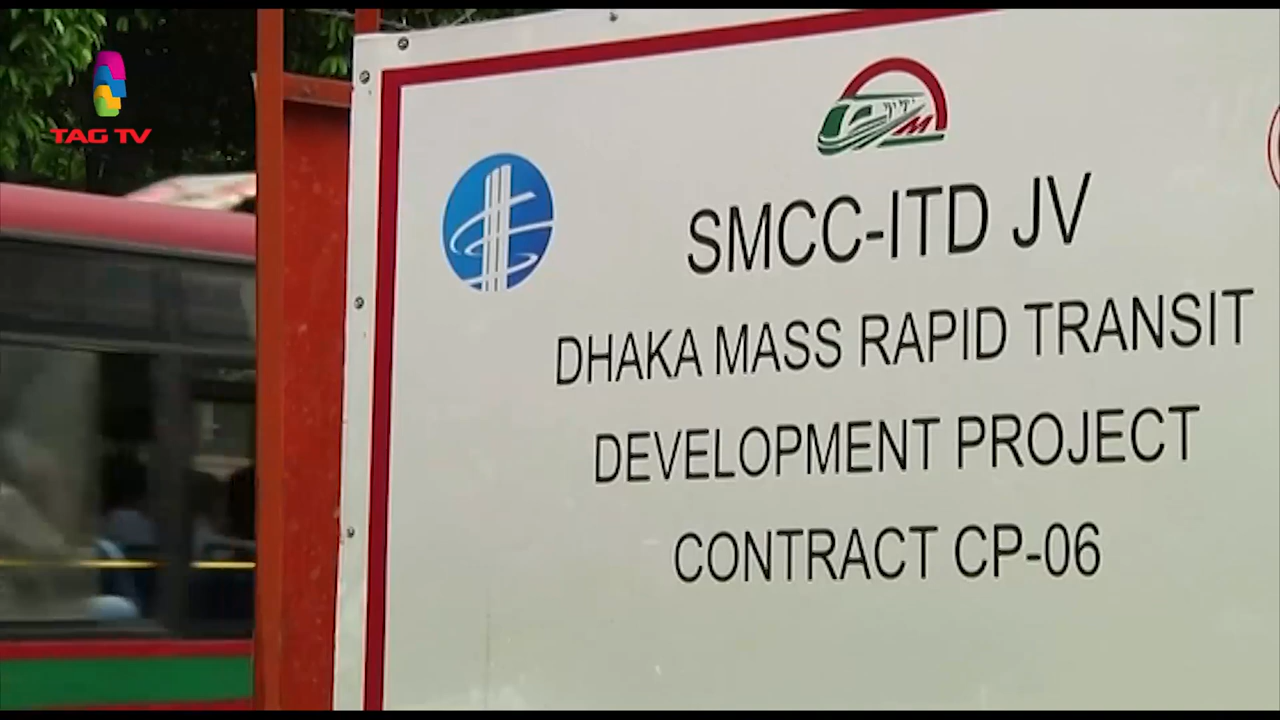 TAG TV
M
SMCC-ITD JV
DHAKA MASS RAPID TRANSIT
DEVELOPMENT PROJECT
CONTRACT CP-06